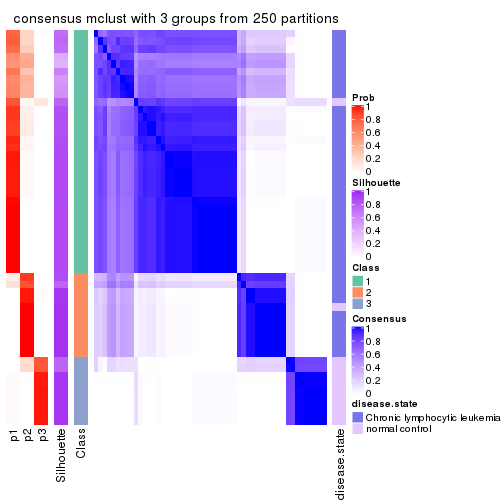 consensus mclust with 3 groups from 250 partitions
Prob
1
0.8
0.6
0.4
0.2
0
Silhouette
1
0.8
0.6
0.4
0.2
0
Class
1
2
3
Consensus
1
0.8
0.6
0.4
0.2
0
disease.state
Chronic lymphocytic leukemia
normal control
p1
p2
p3
Silhouette
Class
disease.state